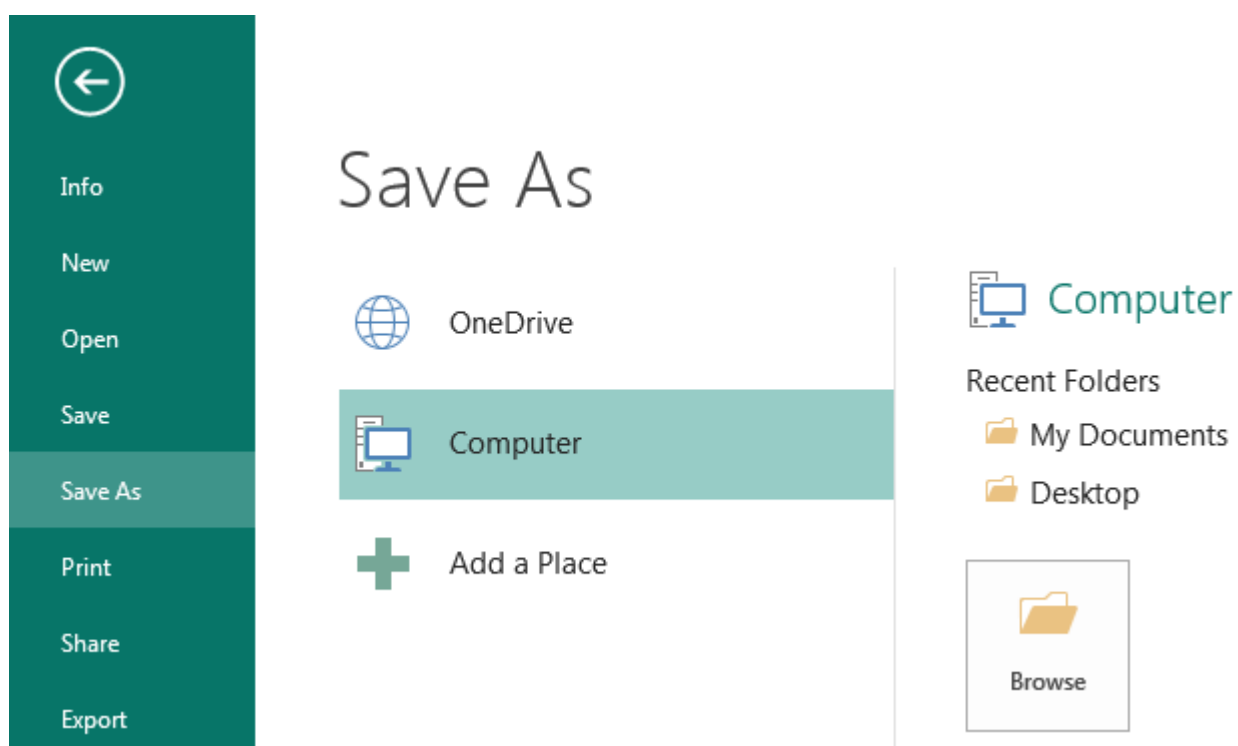 Info
New
Open
Save
Save As
Print
Share
Export
Save As
OneDrive
Computer
Add a Place
Computer
Recent Folders
My Documents
Desktop
Browse